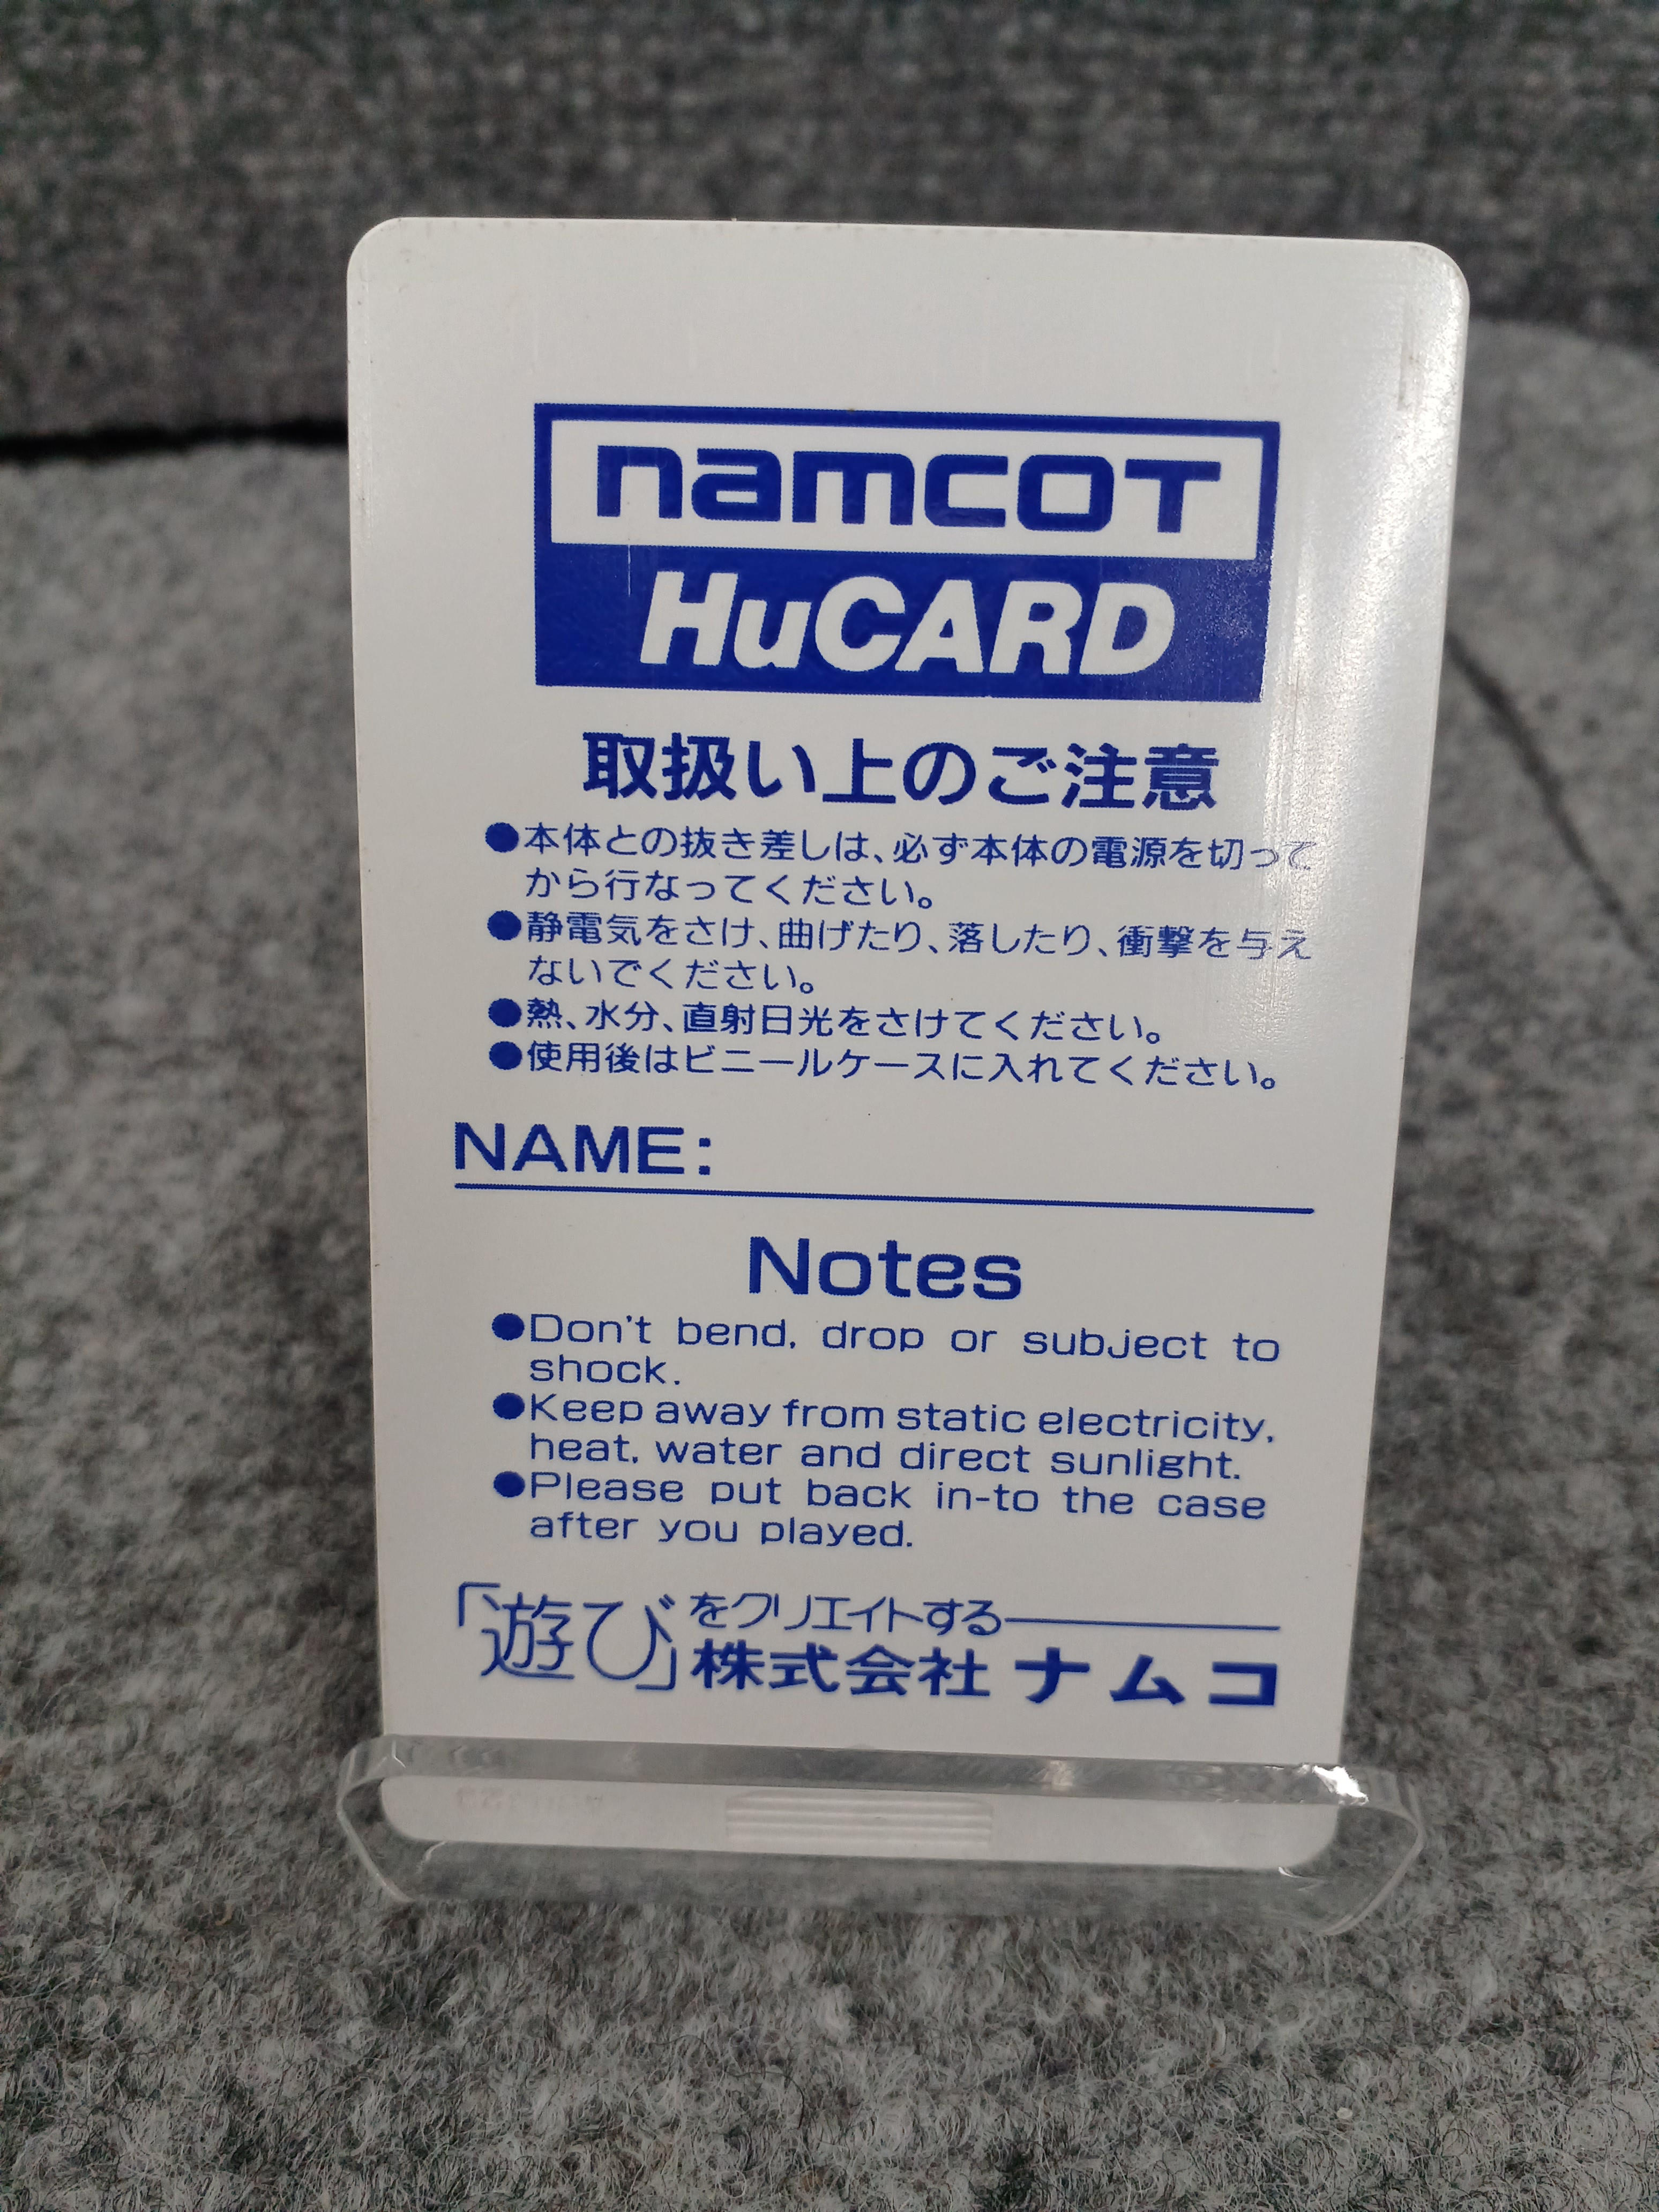 namcoT
HuCARD
取扱い上のご注意
●本体との抜き差しは、必ず本体の電源を切って
から行なってください。
●静電気をさけ、曲げたり、落したり、衝撃を与え
ないでください。
●熱、水分、直射日光をさけてください。
●使用後はビニールケースに入れてください。
NAME:
Notes
●Don't bend, drop or subject to
shock.
●Keep away from static electricity,
heat, water and direct sunlight.
●Please put back in-to the case
after you played.
「遊び」をクリエイトする
株式会社 ナムコ